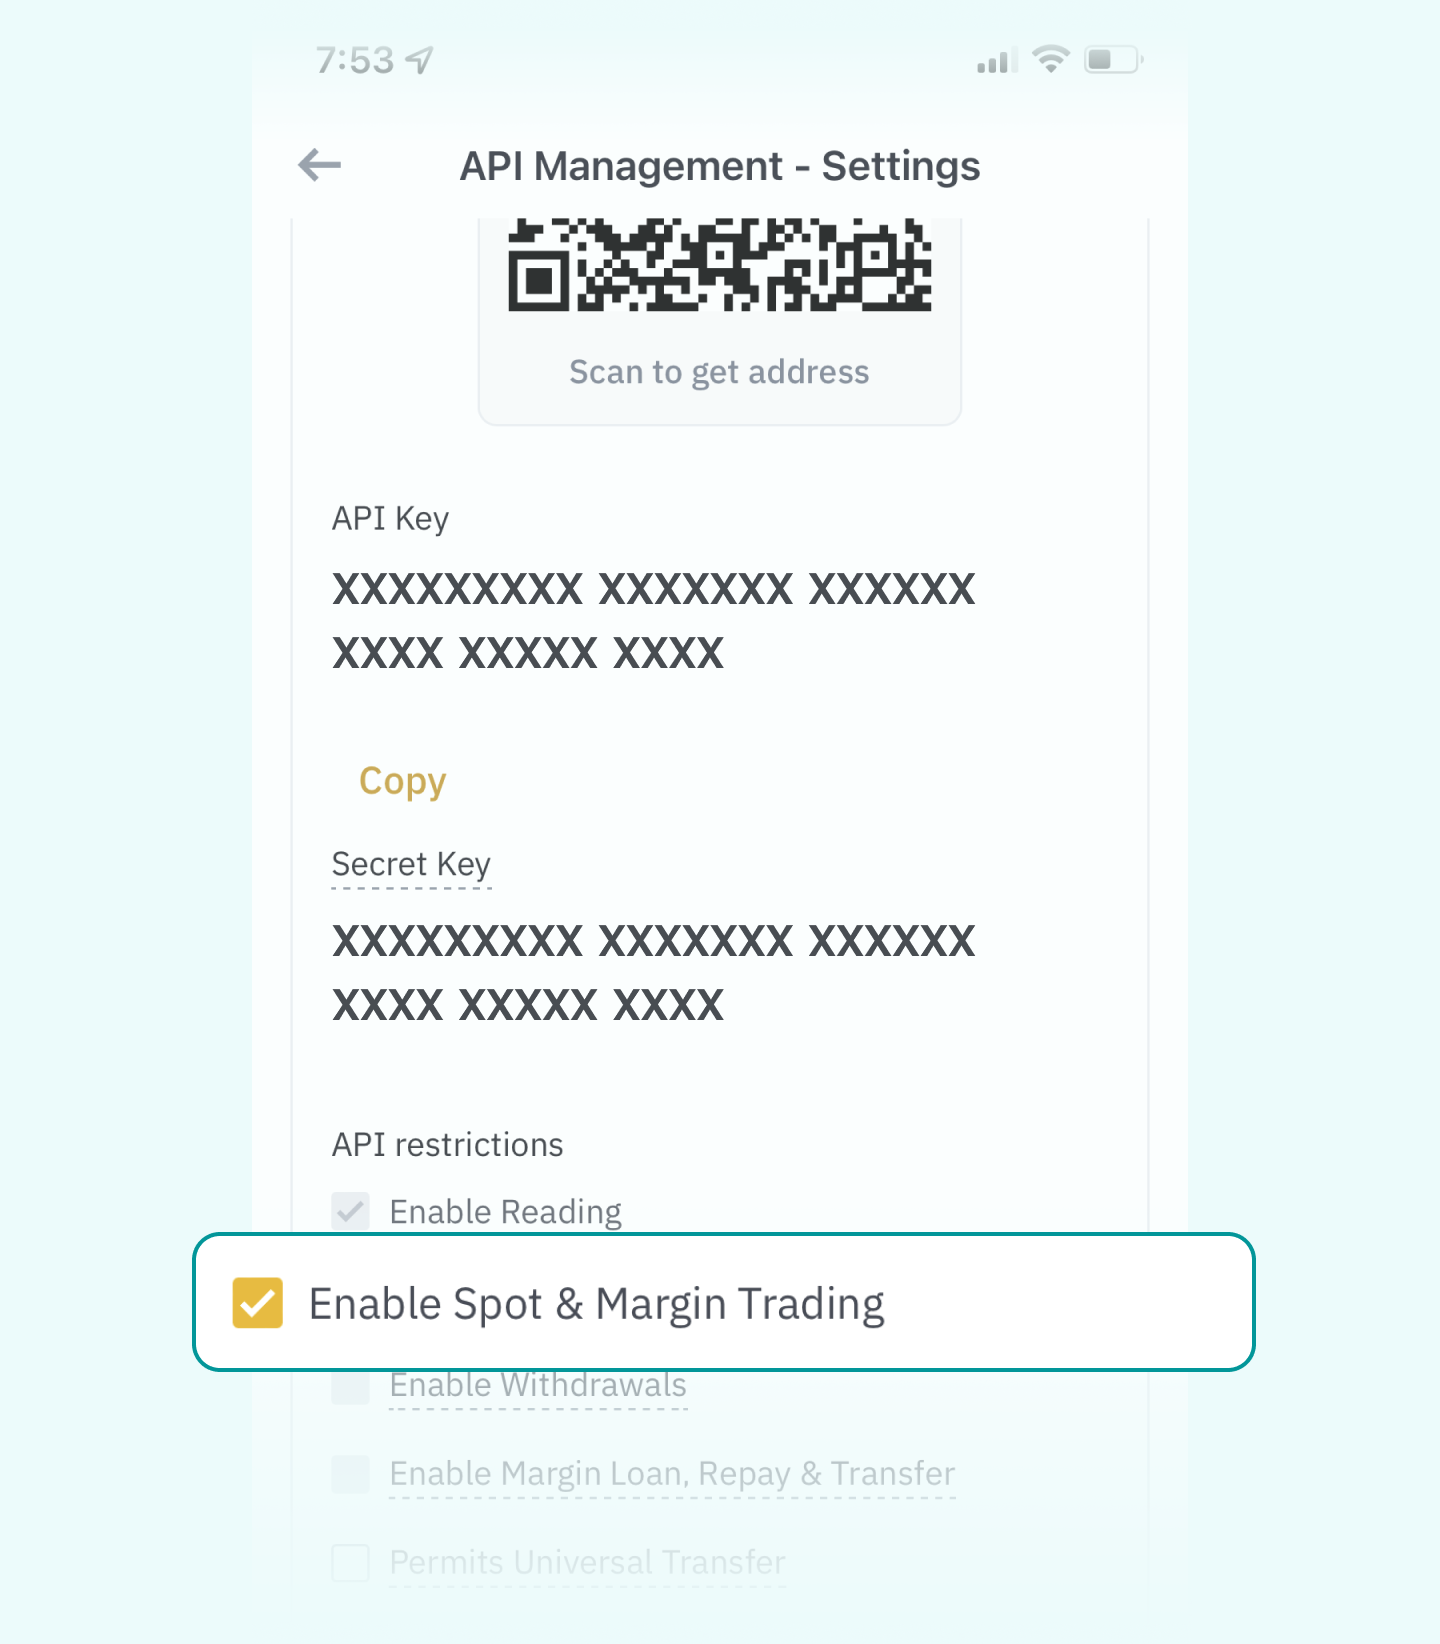 7:53
API Management - Settings
Scan to get address
API Key
XXXXXXXXX XXXXXXX XXXXXX
XXXX XXXXX XXXX
Copy
Secret Key
XXXXXXXXX XXXXXXX XXXXXX
XXXX XXXXX XXXX
API restrictions
Enable Reading
Enable Spot & Margin Trading
Enable Withdrawals
Enable Margin Loan, Repay & Transfer
Permits Universal Transfer